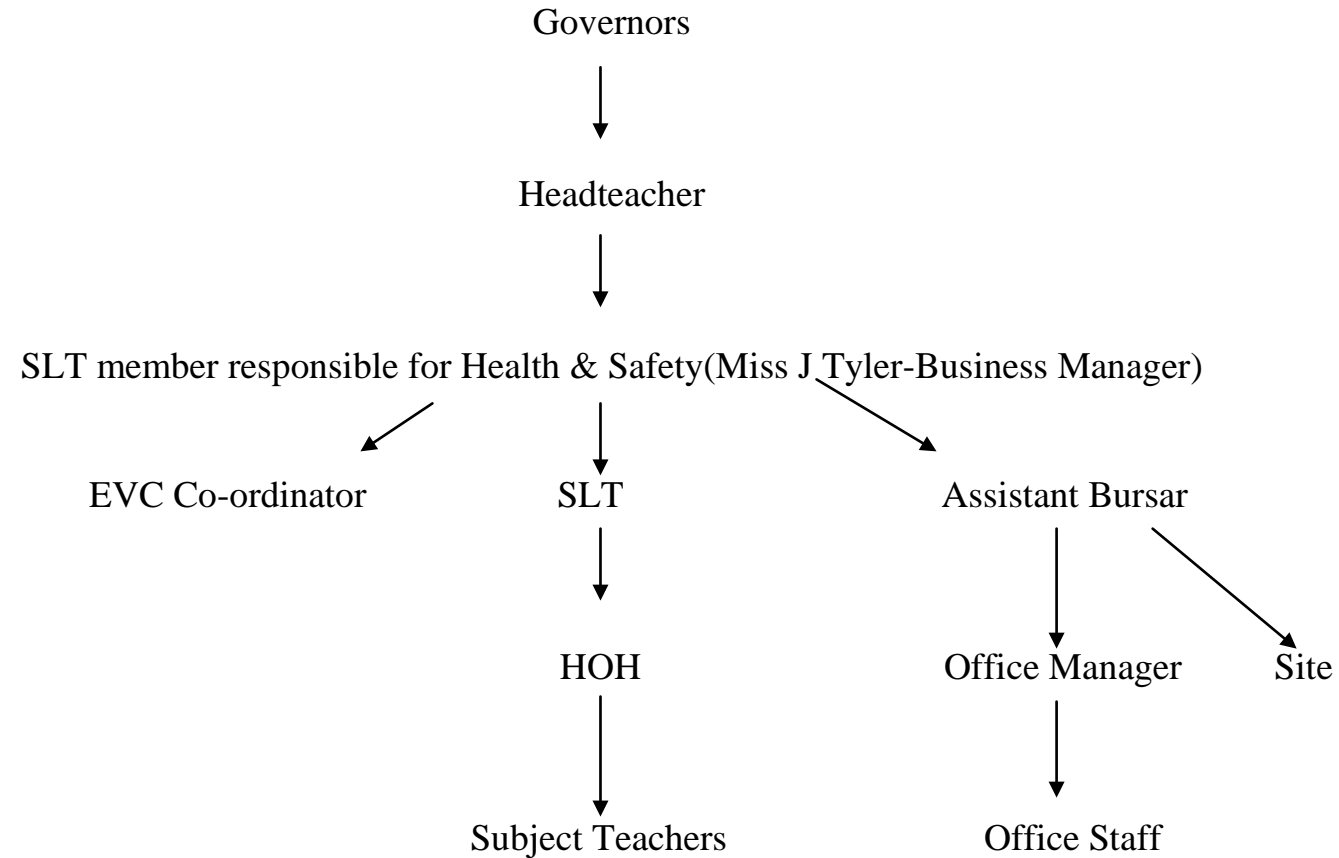 Governors
Headteacher
SLT member responsible for Health & Safety(Miss J Tyler-Business Manager)
EVC Co-ordinator SLT Assistant Bursar
HOH Office Manager Site
Subject Teachers Office Staff